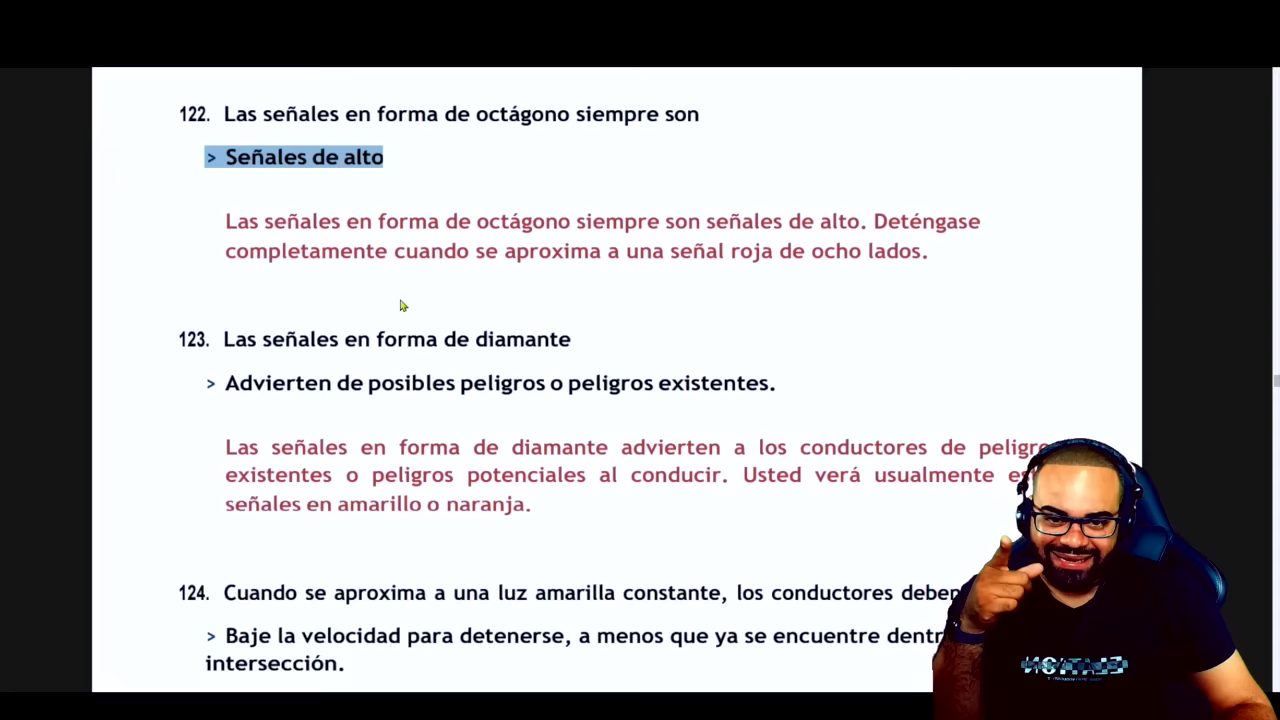 122. Las señales en forma de octágono siempre son
> Señales de alto
Las señales en forma de octágono siempre son señales de alto. Deténgase
completamente cuando se aproxima a una señal roja de ocho lados.
123. Las señales en forma de diamante
> Advierten de posibles peligros o peligros existentes.
Las señales en forma de diamante advierten a los conductores de
existentes o peligros potenciales al conducir. Usted verá usualmente
señales en amarillo o naranja.
124. Cuando se aproxima a una luz amarilla constante, los conductores deben
> Baje la velocidad para detenerse, a menos que ya se encuentre
intersección.